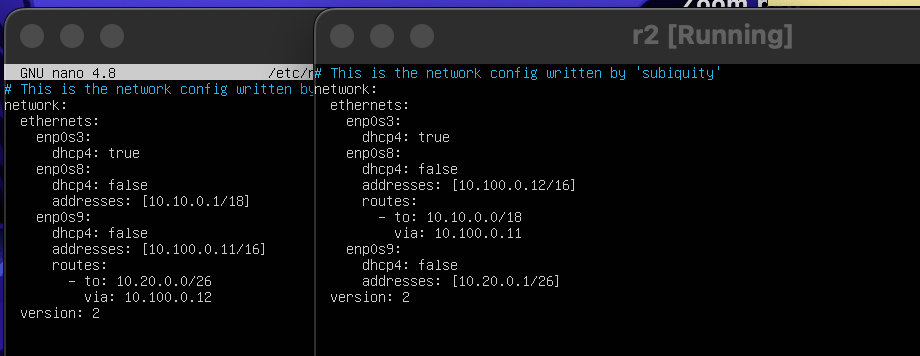 Zoom
r2 [Running]
GNU nano 4.8 /etc/
# This is the network config written by
network:
  ethernets:
    enp0s3:
      dhcp4: true
    enp0s8:
      dhcp4: false
      addresses: [10.10.0.1/18]
    enp0s9:
      dhcp4: false
      addresses: [10.100.0.11/16]
      routes:
        - to: 10.20.0.0/26
          via: 10.100.0.12
  version: 2
# This is the network config written by 'subiquity'
network:
  ethernets:
    enp0s3:
      dhcp4: true
    enp0s8:
      dhcp4: false
      addresses: [10.100.0.12/16]
      routes:
        - to: 10.10.0.0/18
          via: 10.100.0.11
    enp0s9:
      dhcp4: false
      addresses: [10.20.0.1/26]
  version: 2